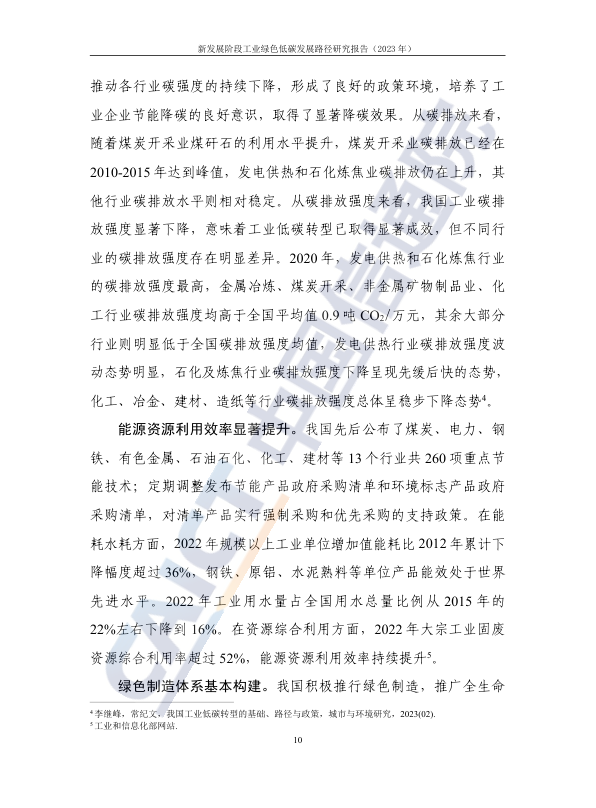 新发展阶段工业绿色低碳发展路径研究报告（2023 年）
推动各行业碳强度的持续下降，形成了良好的政策环境，培养了工
业企业节能降碳的良好意识，取得了显著降碳效果。从碳排放来看，
随着煤炭开采业煤矸石的利用水平提升，煤炭开采业碳排放已经在
2010-2015 年达到峰值，发电供热和石化炼焦业碳排放仍在上升，其
他行业碳排放水平则相对稳定。从碳排放强度来看，我国工业碳排
放强度显著下降，意味着工业低碳转型已取得显著成效，但不同行
业的碳排放强度存在明显差异。2020 年，发电供热和石化炼焦行业
的碳排放强度最高，金属冶炼、煤炭开采、非金属矿物制品业、化
工行业碳排放强度均高于全国平均值 0.9 吨 CO₂/万元，其余大部分
行业则明显低于全国碳排放强度均值，发电供热行业碳排放强度波
动态势明显，石化及炼焦行业碳排放强度下降呈现先缓后快的态势，
化工、冶金、建材、造纸等行业碳排放强度总体呈稳步下降态势⁴。
能源资源利用效率显著提升。我国先后公布了煤炭、电力、钢
铁、有色金属、石油石化、化工、建材等 13 个行业共 260 项重点节
能技术；定期调整发布节能产品政府采购清单和环境标志产品政府
采购清单，对清单产品实行强制采购和优先采购的支持政策。在能
耗水耗方面，2022 年规模以上工业单位增加值能耗比 2012 年累计下
降幅度超过 36%，钢铁、原铝、水泥熟料等单位产品能效处于世界
先进水平。2022 年工业用水量占全国用水总量比例从 2015 年的
22%左右下降到 16%。在资源综合利用方面，2022 年大宗工业固废
资源综合利用率超过 52%，能源资源利用效率持续提升⁵。
绿色制造体系基本构建。我国积极推行绿色制造，推广全生命
⁴ 李继峰，常纪文，我国工业低碳转型的基础、路径与政策，城市与环境研究，2023(02).
⁵ 工业和信息化部网站.
10
CAICT 中国信通院